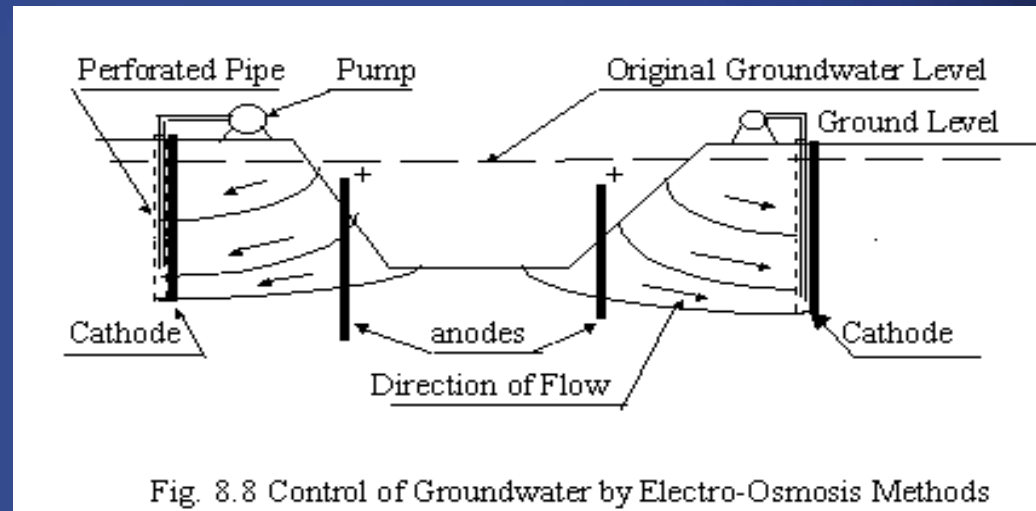 Perforated Pipe
Pump
Original Groundwater Level
Ground Level
+
+
Cathode
anodes
Cathode
Direction of Flow
Fig. 8.8 Control of Groundwater by Electro-Osmosis Methods